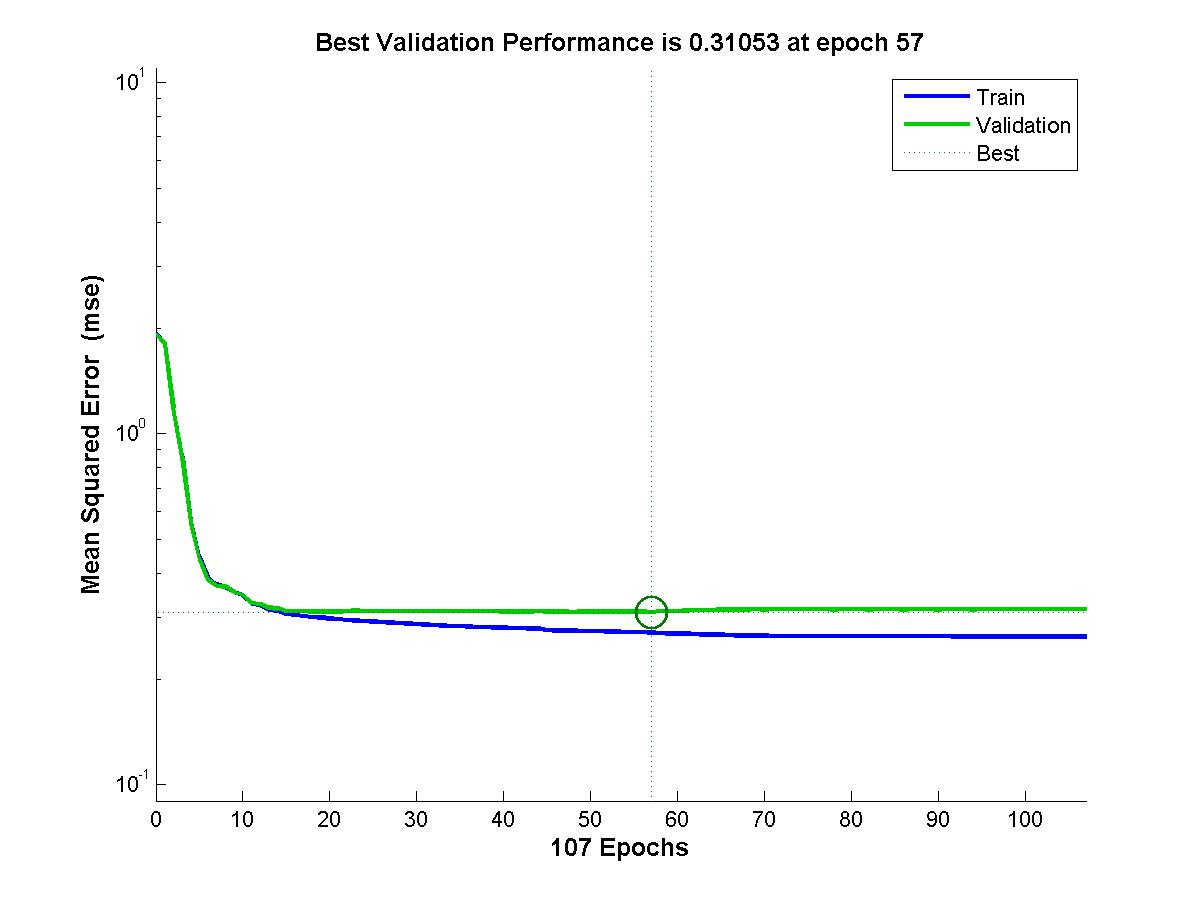 Best Validation Performance is 0.31053 at epoch 57
10^1
10^0
10^-1
Mean Squared Error (mse)
Train
Validation
Best
0 10 20 30 40 50 60 70 80 90 100
107 Epochs